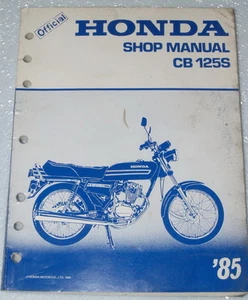 Official
HONDA
SHOP MANUAL
CB 125S
'85